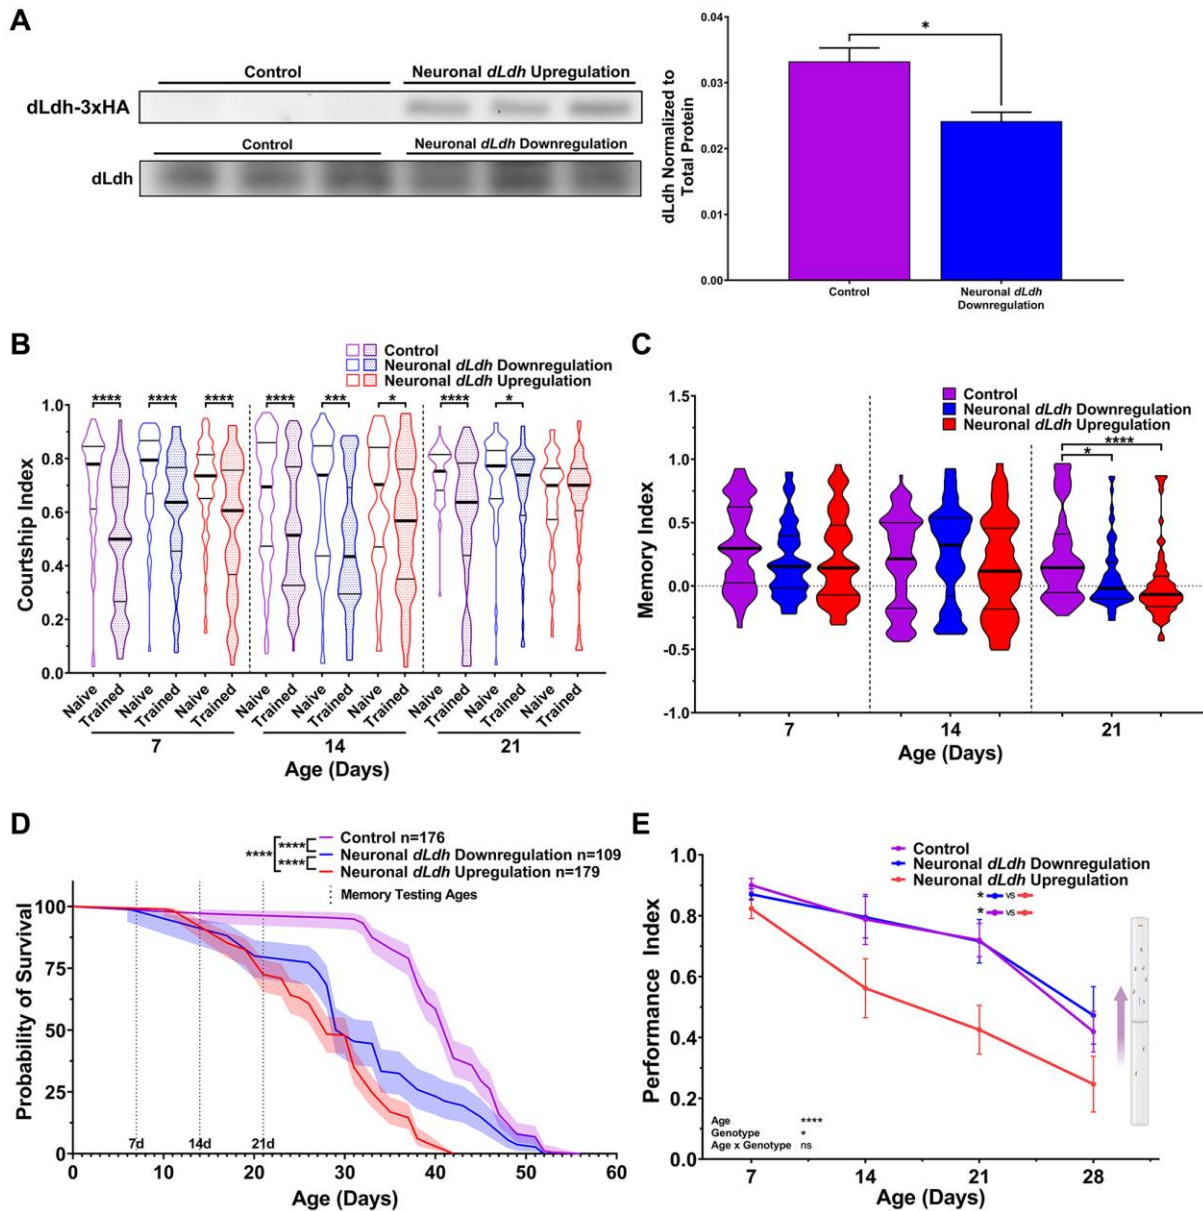 A
Control
Neuronal dLdh Upregulation
dLdh-3xHA
Control
Neuronal dLdh Downregulation
dLdh
dLdh Normalized to
Total Protein
0.04
0.03
0.02
0.01
0.00
*
Control
Neuronal dLdh
Downregulation
B
Control
Neuronal dLdh Downregulation
Neuronal dLdh Upregulation
**** **** **** **** *** * **** *
Courtship Index
1.0
0.8
0.6
0.4
0.2
0.0
Naive Trained Naive Trained Naive Trained Naive Trained Naive Trained Naive Trained Naive Trained Naive Trained Naive Trained
7 14 21
Age (Days)
C
Control
Neuronal dLdh Downregulation
Neuronal dLdh Upregulation
****
*
Memory Index
1.5
1.0
0.5
0.0
-0.5
-1.0
7 14 21
Age (Days)
D
**** **** Control n=176
**** Neuronal dLdh Downregulation n=109
Neuronal dLdh Upregulation n=179
Memory Testing Ages
Probability of Survival
100
75
50
25
0
7d 14d 21d
0 10 20 30 40 50 60
Age (Days)
E
Control
Neuronal dLdh Downregulation
Neuronal dLdh Upregulation
* vs
* vs
Performance Index
1.0
0.8
0.6
0.4
0.2
0.0
Age ****
Genotype *
Age x Genotype ns
7 14 21 28
Age (Days)